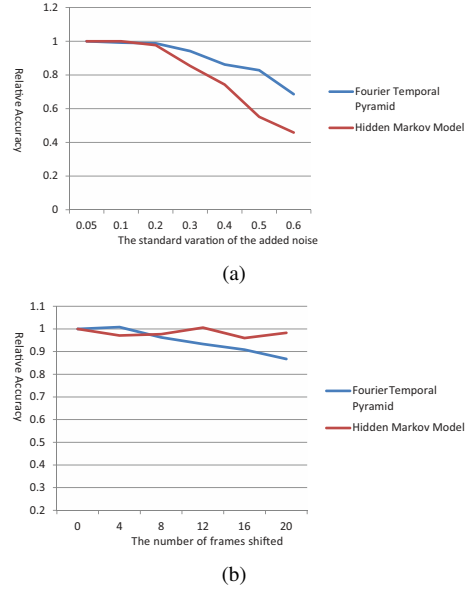 1.2
1
0.8
0.6
0.4
0.2
0
Relative Accuracy
0.05 0.1 0.2 0.3 0.4 0.5 0.6
The standard varation of the added noise
Fourier Temporal
Pyramid
Hidden Markov Model
(a)
1.1
1
0.9
0.8
0.7
0.6
0.5
0.4
0.3
0.2
Relative Accuracy
0 4 8 12 16 20
The number of frames shifted
Fourier Temporal
Pyramid
Hidden Markov Model
(b)